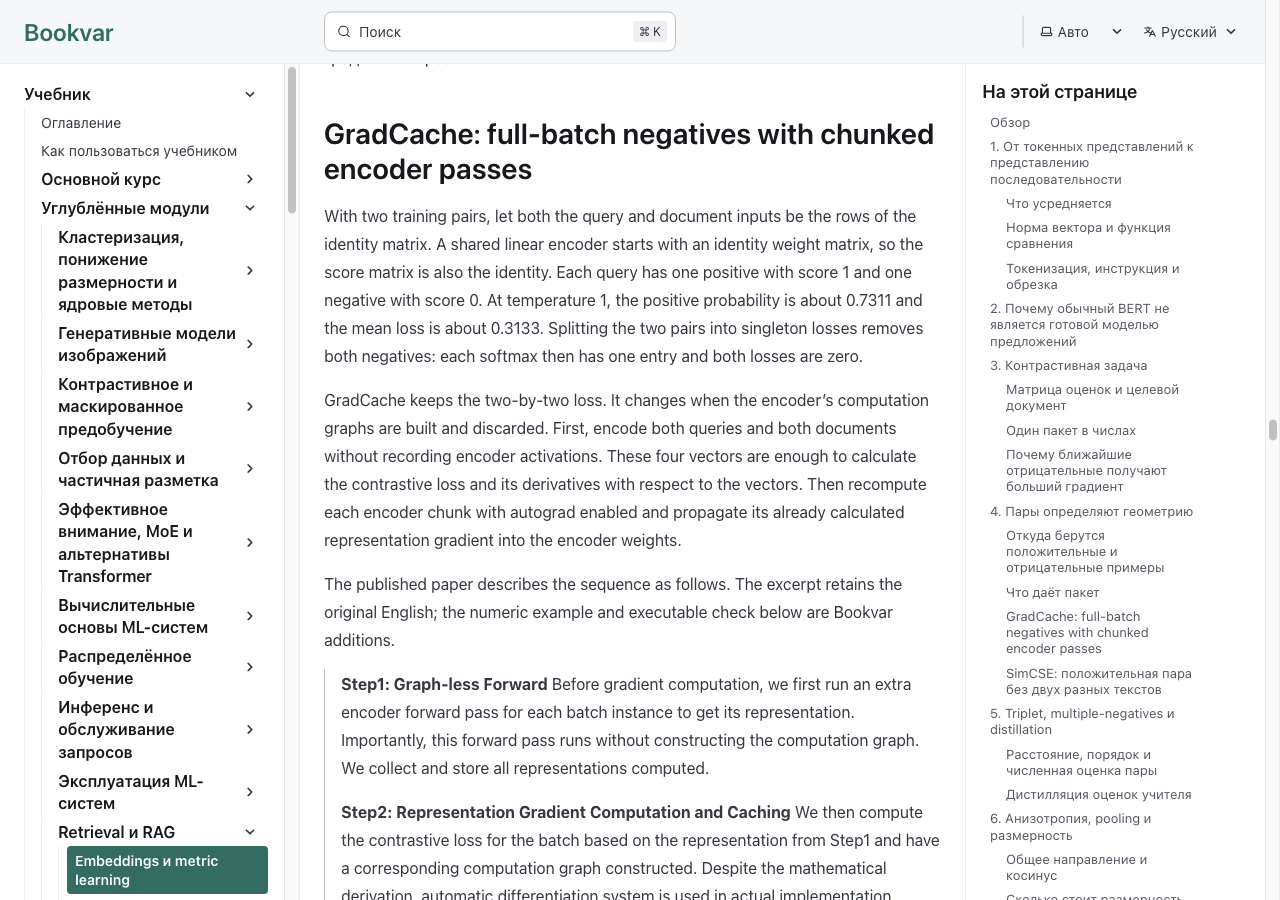 Bookvar
Поиск
⌘ K
Авто
Русский
Учебник
Оглавление
Как пользоваться учебником
Основной курс
Углублённые модули
Кластеризация,
понижение
размерности и
ядровые методы
Генеративные модели
изображений
Контрастивное и
маскированное
предобучение
Отбор данных и
частичная разметка
Эффективное
внимание, MoE и
альтернативы
Transformer
Вычислительные
основы ML-систем
Распределённое
обучение
Инференс и
обслуживание
запросов
Эксплуатация ML-
систем
Retrieval и RAG
Embeddings и metric
learning
GradCache: full-batch negatives with chunked
encoder passes
With two training pairs, let both the query and document inputs be the rows of the
identity matrix. A shared linear encoder starts with an identity weight matrix, so the
score matrix is also the identity. Each query has one positive with score 1 and one
negative with score 0. At temperature 1, the positive probability is about 0.7311 and
the mean loss is about 0.3133. Splitting the two pairs into singleton losses removes
both negatives: each softmax then has one entry and both losses are zero.
GradCache keeps the two-by-two loss. It changes when the encoder’s computation
graphs are built and discarded. First, encode both queries and both documents
without recording encoder activations. These four vectors are enough to calculate
the contrastive loss and its derivatives with respect to the vectors. Then recompute
each encoder chunk with autograd enabled and propagate its already calculated
representation gradient into the encoder weights.
The published paper describes the sequence as follows. The excerpt retains the
original English; the numeric example and executable check below are Bookvar
additions.
Step1: Graph-less Forward Before gradient computation, we first run an extra
encoder forward pass for each batch instance to get its representation.
Importantly, this forward pass runs without constructing the computation graph.
We collect and store all representations computed.
Step2: Representation Gradient Computation and Caching We then compute
the contrastive loss for the batch based on the representation from Step1 and have
a corresponding computation graph constructed. Despite the mathematical
derivation, automatic differentiation system is used in actual implementation
На этой странице
Обзор
1. От токенных представлений к
представлению
последовательности
Что усредняется
Норма вектора и функция
сравнения
Токенизация, инструкция и
обрезка
2. Почему обычный BERT не
является готовой моделью
предложений
3. Контрастивная задача
Матрица оценок и целевой
документ
Один пакет в числах
Почему ближайшие
отрицательные получают
больший градиент
4. Пары определяют геометрию
Откуда берутся
положительные и
отрицательные примеры
Что даёт пакет
GradCache: full-batch
negatives with chunked
encoder passes
SimCSE: положительная пара
без двух разных текстов
5. Triplet, multiple-negatives и
distillation
Расстояние, порядок и
численная оценка пары
Дистилляция оценок учителя
6. Анизотропия, pooling и
размерность
Общее направление и
косинус
Сколько стоит размерность